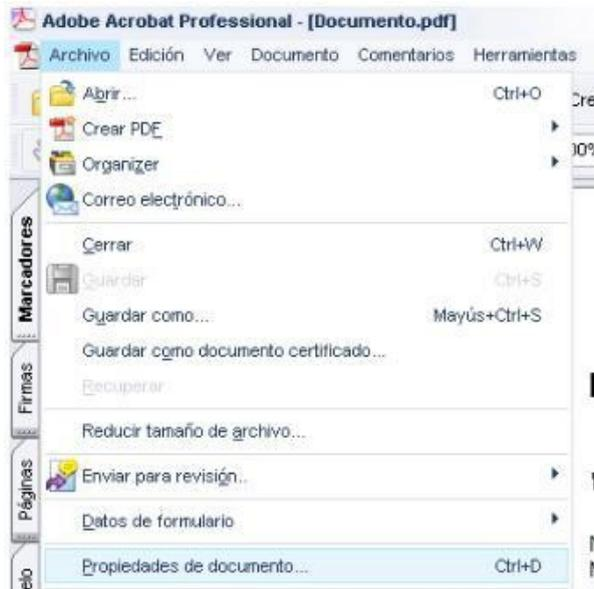 Adobe Acrobat Professional - [Documento.pdf]
Archivo Edición Ver Documento Comentarios Herramientas
Abrir... Ctrl+O
Crear PDF
Organizer
Correo electrónico...
Cerrar Ctrl+W
Guardar Ctrl+S
Guardar como... Mayús+Ctrl+S
Guardar como documento certificado...
Recuperar
Reducir tamaño de archivo...
Enviar para revisión..
Datos de formulario
Propiedades de documento... Ctrl+D
Marcadores
Firmas
Páginas